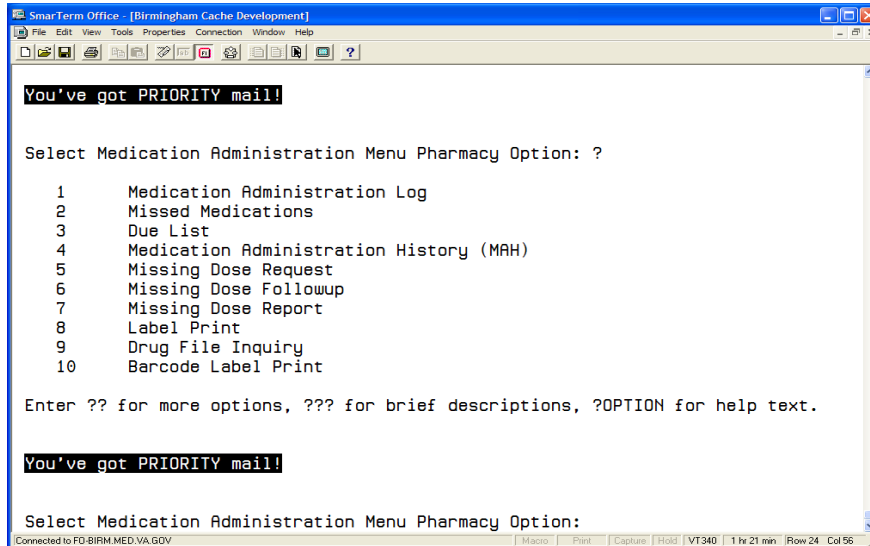 SmarTerm Office - [Birmingham Cache Development]
File Edit View Tools Properties Connection Window Help
You've got PRIORITY mail!
Select Medication Administration Menu Pharmacy Option: ?
1 Medication Administration Log
2 Missed Medications
3 Due List
4 Medication Administration History (MAH)
5 Missing Dose Request
6 Missing Dose Followup
7 Missing Dose Report
8 Label Print
9 Drug File Inquiry
10 Barcode Label Print
Enter ?? for more options, ??? for brief descriptions, ?OPTION for help text.
You've got PRIORITY mail!
Select Medication Administration Menu Pharmacy Option:
Connected to FO-BIRM.MED.VA.GOV Macro Print Capture Hold VT340 1 hr 21 min Row 24 Col 56